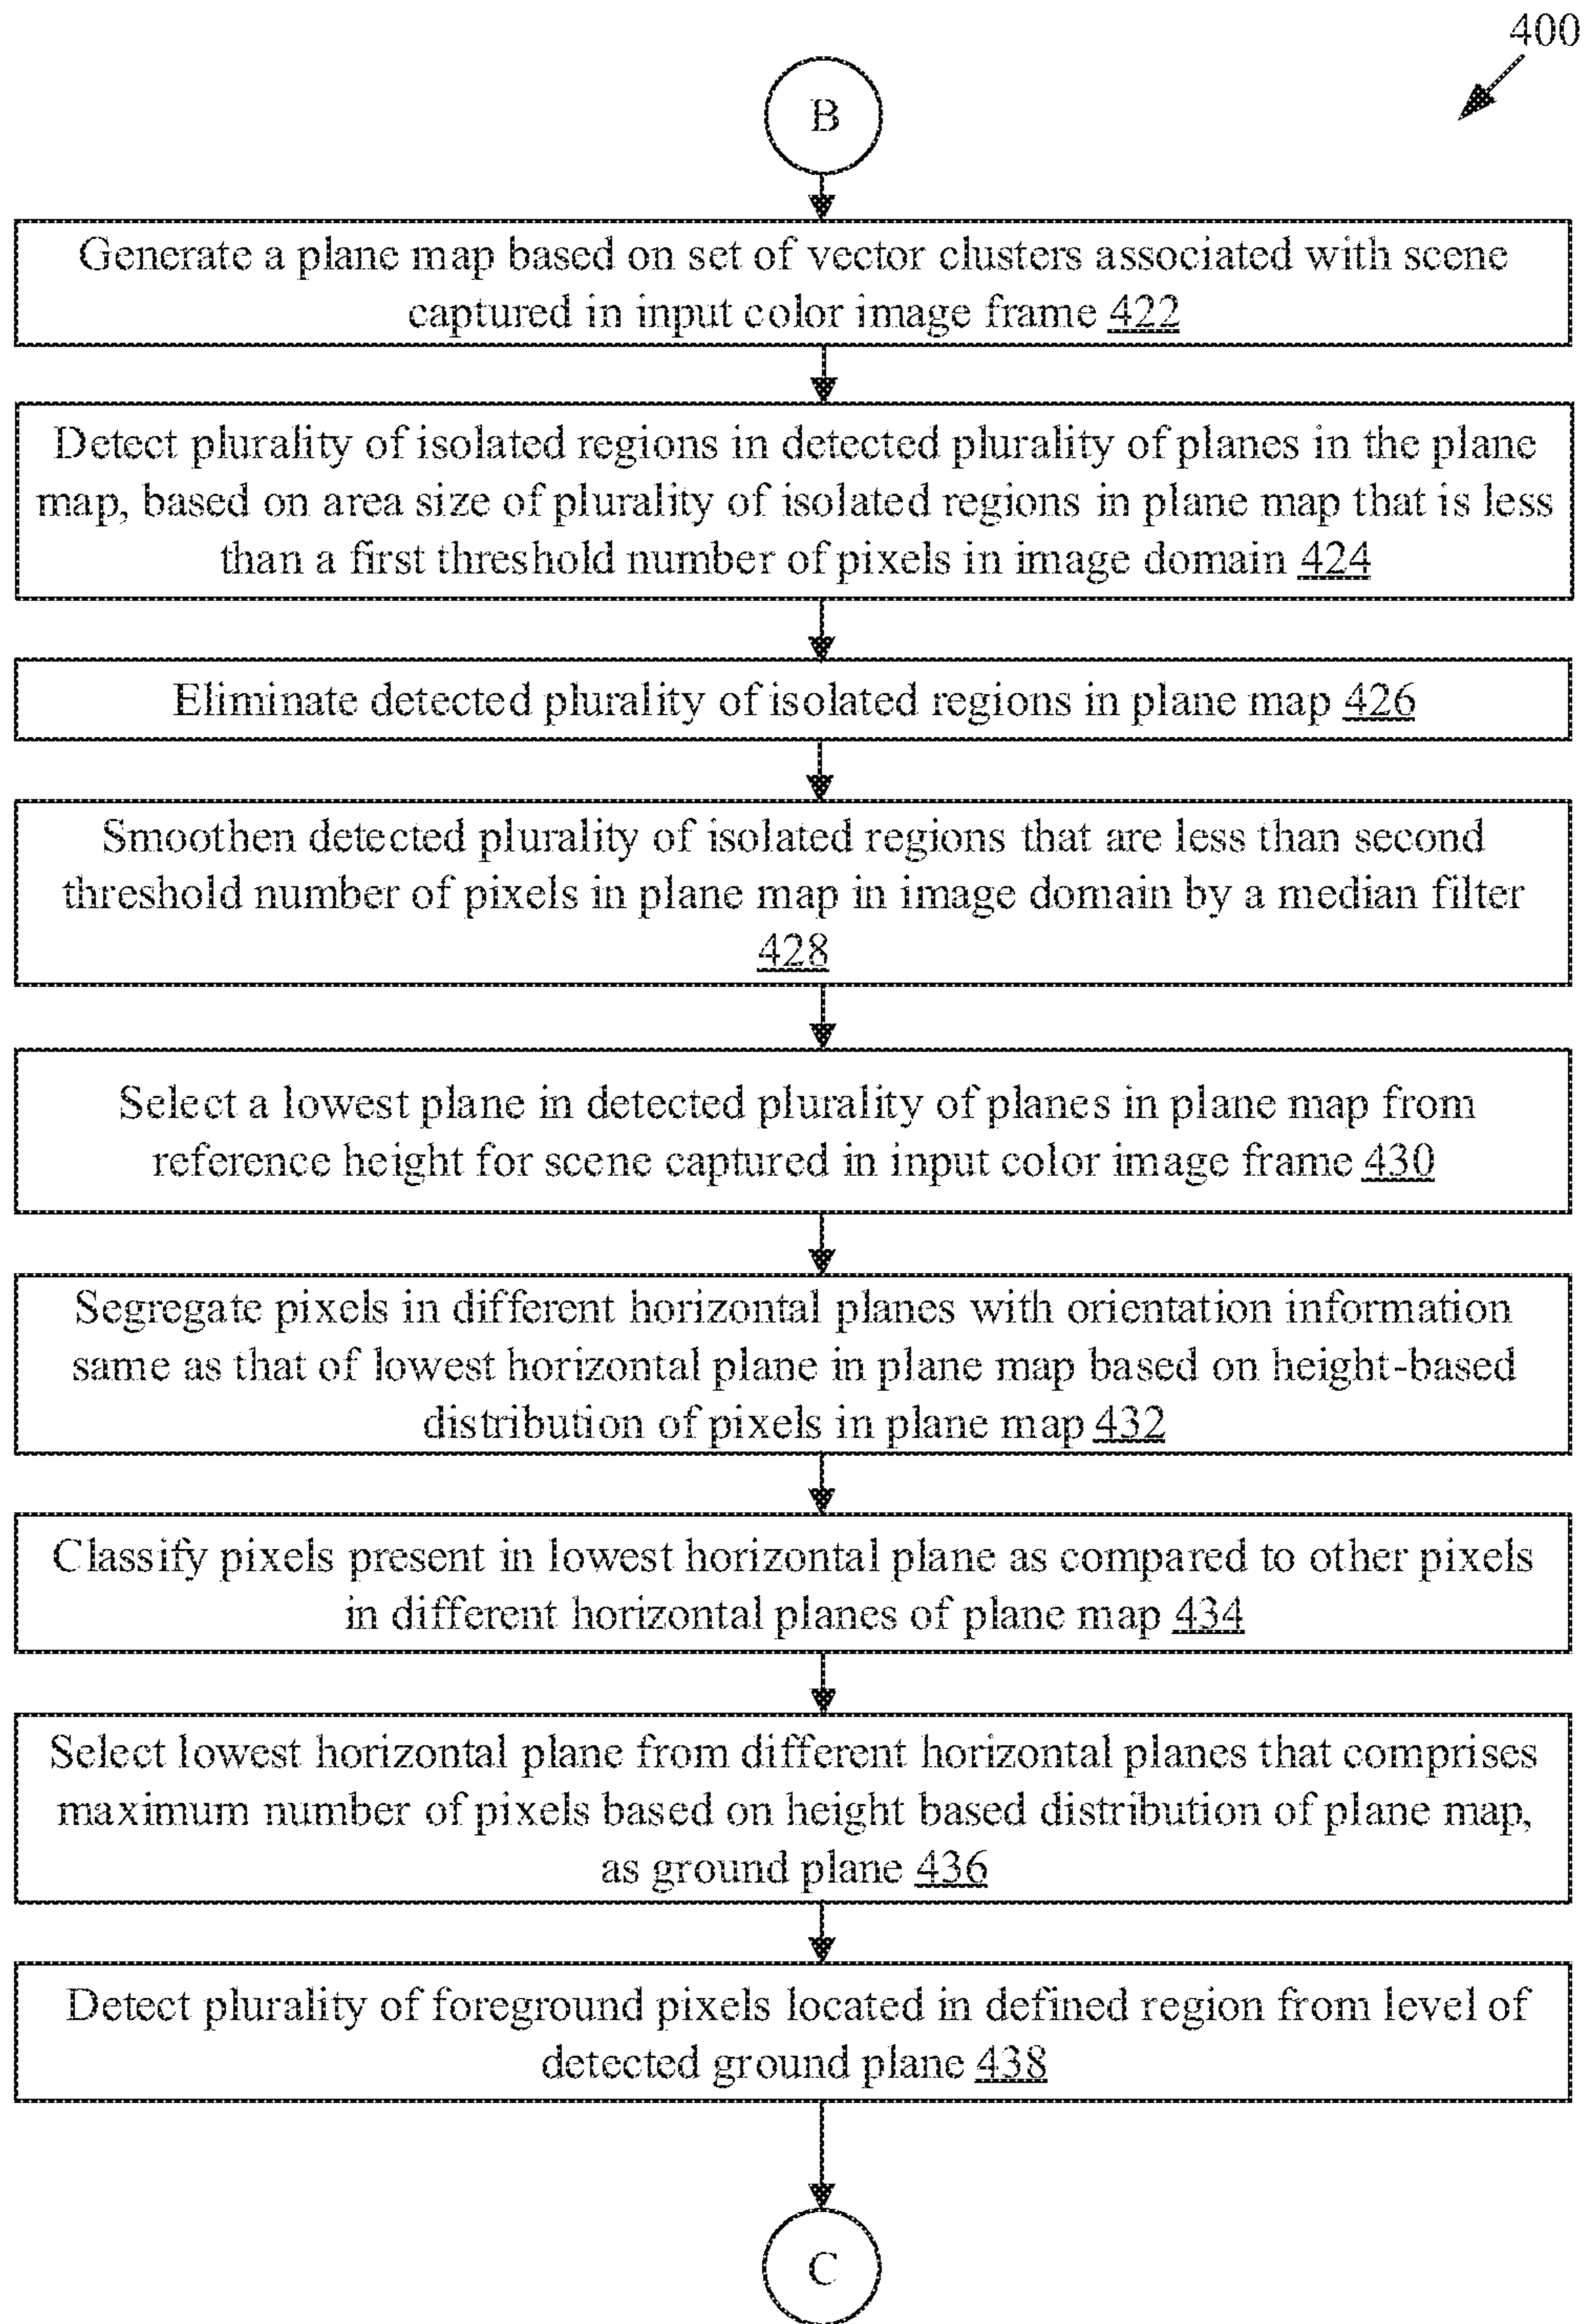 400
B
Generate a plane map based on set of vector clusters associated with scene
captured in input color image frame 422
Detect plurality of isolated regions in detected plurality of planes in the plane
map, based on area size of plurality of isolated regions in plane map that is less
than a first threshold number of pixels in image domain 424
Eliminate detected plurality of isolated regions in plane map 426
Smoothen detected plurality of isolated regions that are less than second
threshold number of pixels in plane map in image domain by a median filter
428
Select a lowest plane in detected plurality of planes in plane map from
reference height for scene captured in input color image frame 430
Segregate pixels in different horizontal planes with orientation information
same as that of lowest horizontal plane in plane map based on height-based
distribution of pixels in plane map 432
Classify pixels present in lowest horizontal plane as compared to other pixels
in different horizontal planes of plane map 434
Select lowest horizontal plane from different horizontal planes that comprises
maximum number of pixels based on height based distribution of plane map,
as ground plane 436
Detect plurality of foreground pixels located in defined region from level of
detected ground plane 438
C